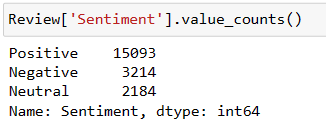 Review['Sentiment'].value_counts()
Positive    15093
Negative     3214
Neutral      2184
Name: Sentiment, dtype: int64